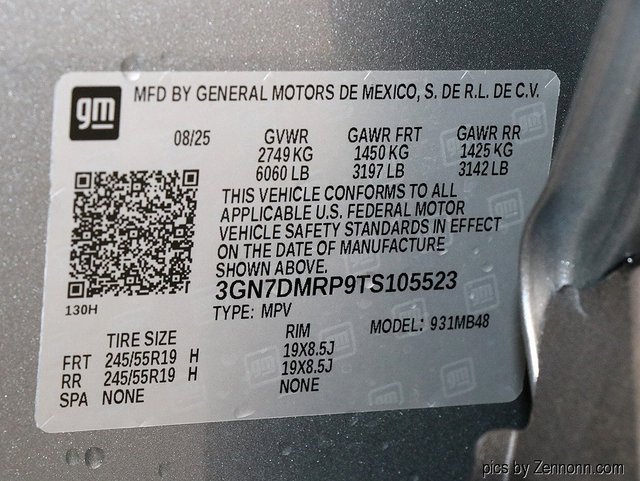 gm
MFD BY GENERAL MOTORS DE MEXICO, S. DE R.L. DE C.V.
08/25 GVWR GAWR FRT GAWR RR
2749 KG 1450 KG 1425 KG
6060 LB 3197 LB 3142 LB
THIS VEHICLE CONFORMS TO ALL
APPLICABLE U.S. FEDERAL MOTOR
VEHICLE SAFETY STANDARDS IN EFFECT
ON THE DATE OF MANUFACTURE
SHOWN ABOVE.
3GN7DMRP9TS105523
130H
TYPE: MPV MODEL: 931MB48
TIRE SIZE RIM
FRT 245/55R19 H 19X8.5J
RR 245/55R19 H 19X8.5J
SPA NONE NONE
pics by Zennonn.com